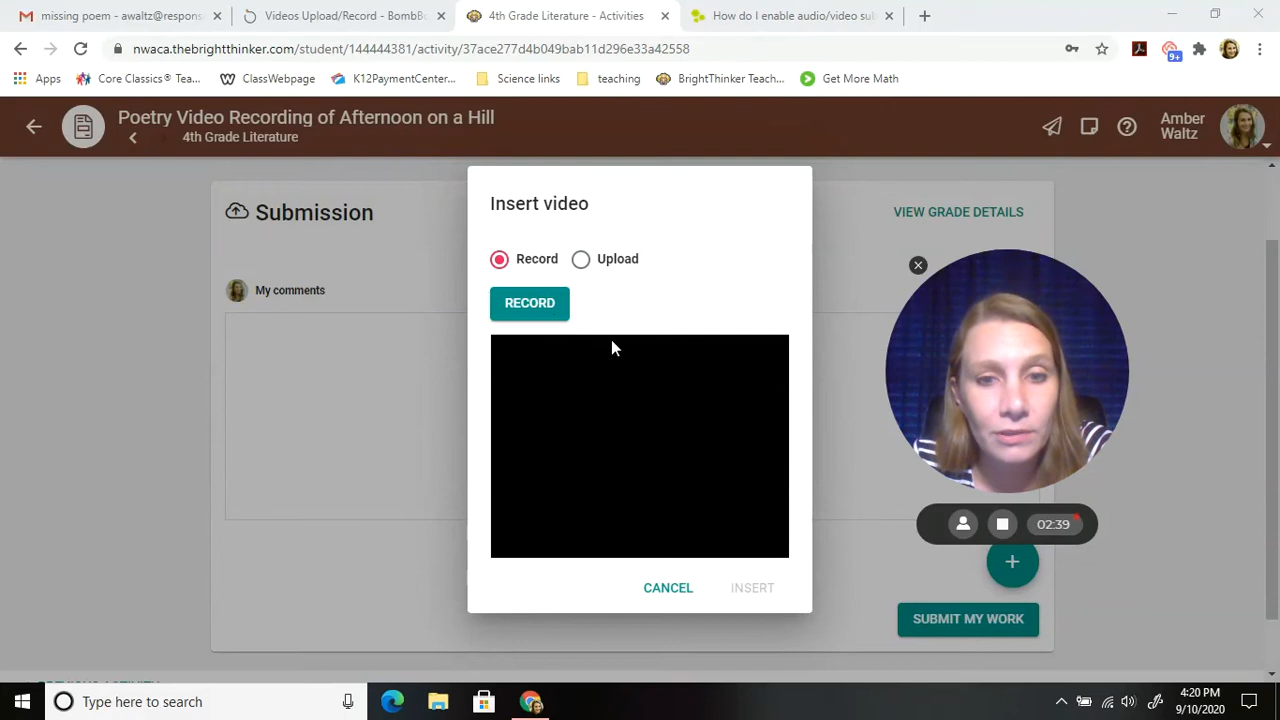 missing poem - awaltz@respons
Videos Upload/Record - BombBo
4th Grade Literature - Activities
How do I enable audio/video sub
nwaca.thebrightthinker.com/student/144444381/activity/37ace277d4b049bab11d296e33a42558
9+
Apps
Core Classics® Tea...
ClassWebpage
K12PaymentCenter...
Science links
teaching
BrightThinker Teach...
Get More Math
Poetry Video Recording of Afternoon on a Hill
4th Grade Literature
Amber
Waltz
Submission
VIEW GRADE DETAILS
My comments
Insert video
Record
Upload
RECORD
CANCEL
INSERT
02:39
SUBMIT MY WORK
Type here to search
4:20 PM
9/10/2020